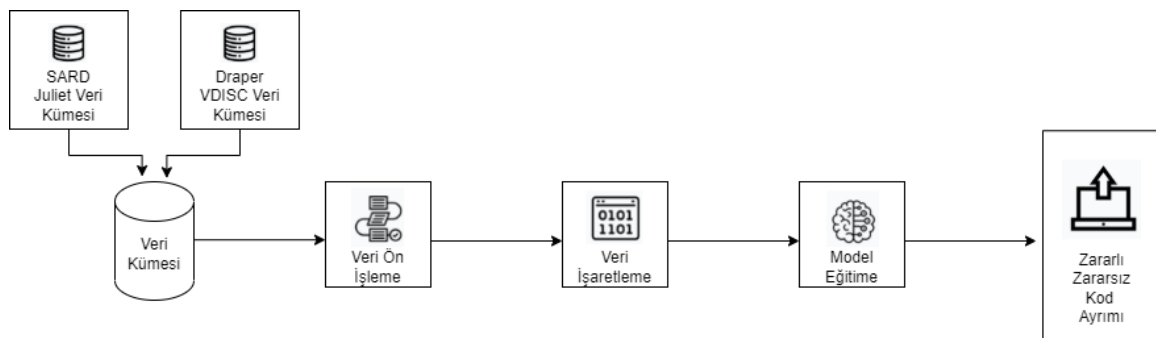 SARD
Juliet Veri
Kümesi
Draper
VDISC Veri
Kümesi
Veri
Kümesi
Veri Ön
İşleme
0101
1101
Veri
İşaretleme
Model
Eğitime
Zararlı
Zararsız
Kod
Ayrımı